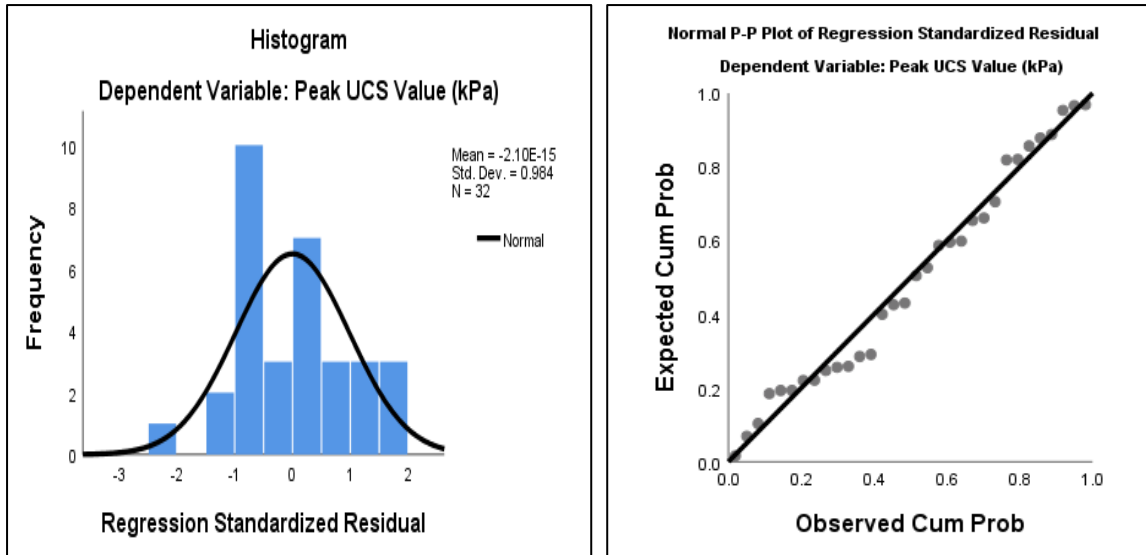 Histogram
Dependent Variable: Peak UCS Value (kPa)
Mean = -2.10E-15
Std. Dev. = 0.984
N = 32
Normal
Frequency
10
8
6
4
2
0
-3 -2 -1 0 1 2
Regression Standardized Residual
Normal P-P Plot of Regression Standardized Residual
Dependent Variable: Peak UCS Value (kPa)
Expected Cum Prob
1.0
0.8
0.6
0.4
0.2
0.0
0.0 0.2 0.4 0.6 0.8 1.0
Observed Cum Prob